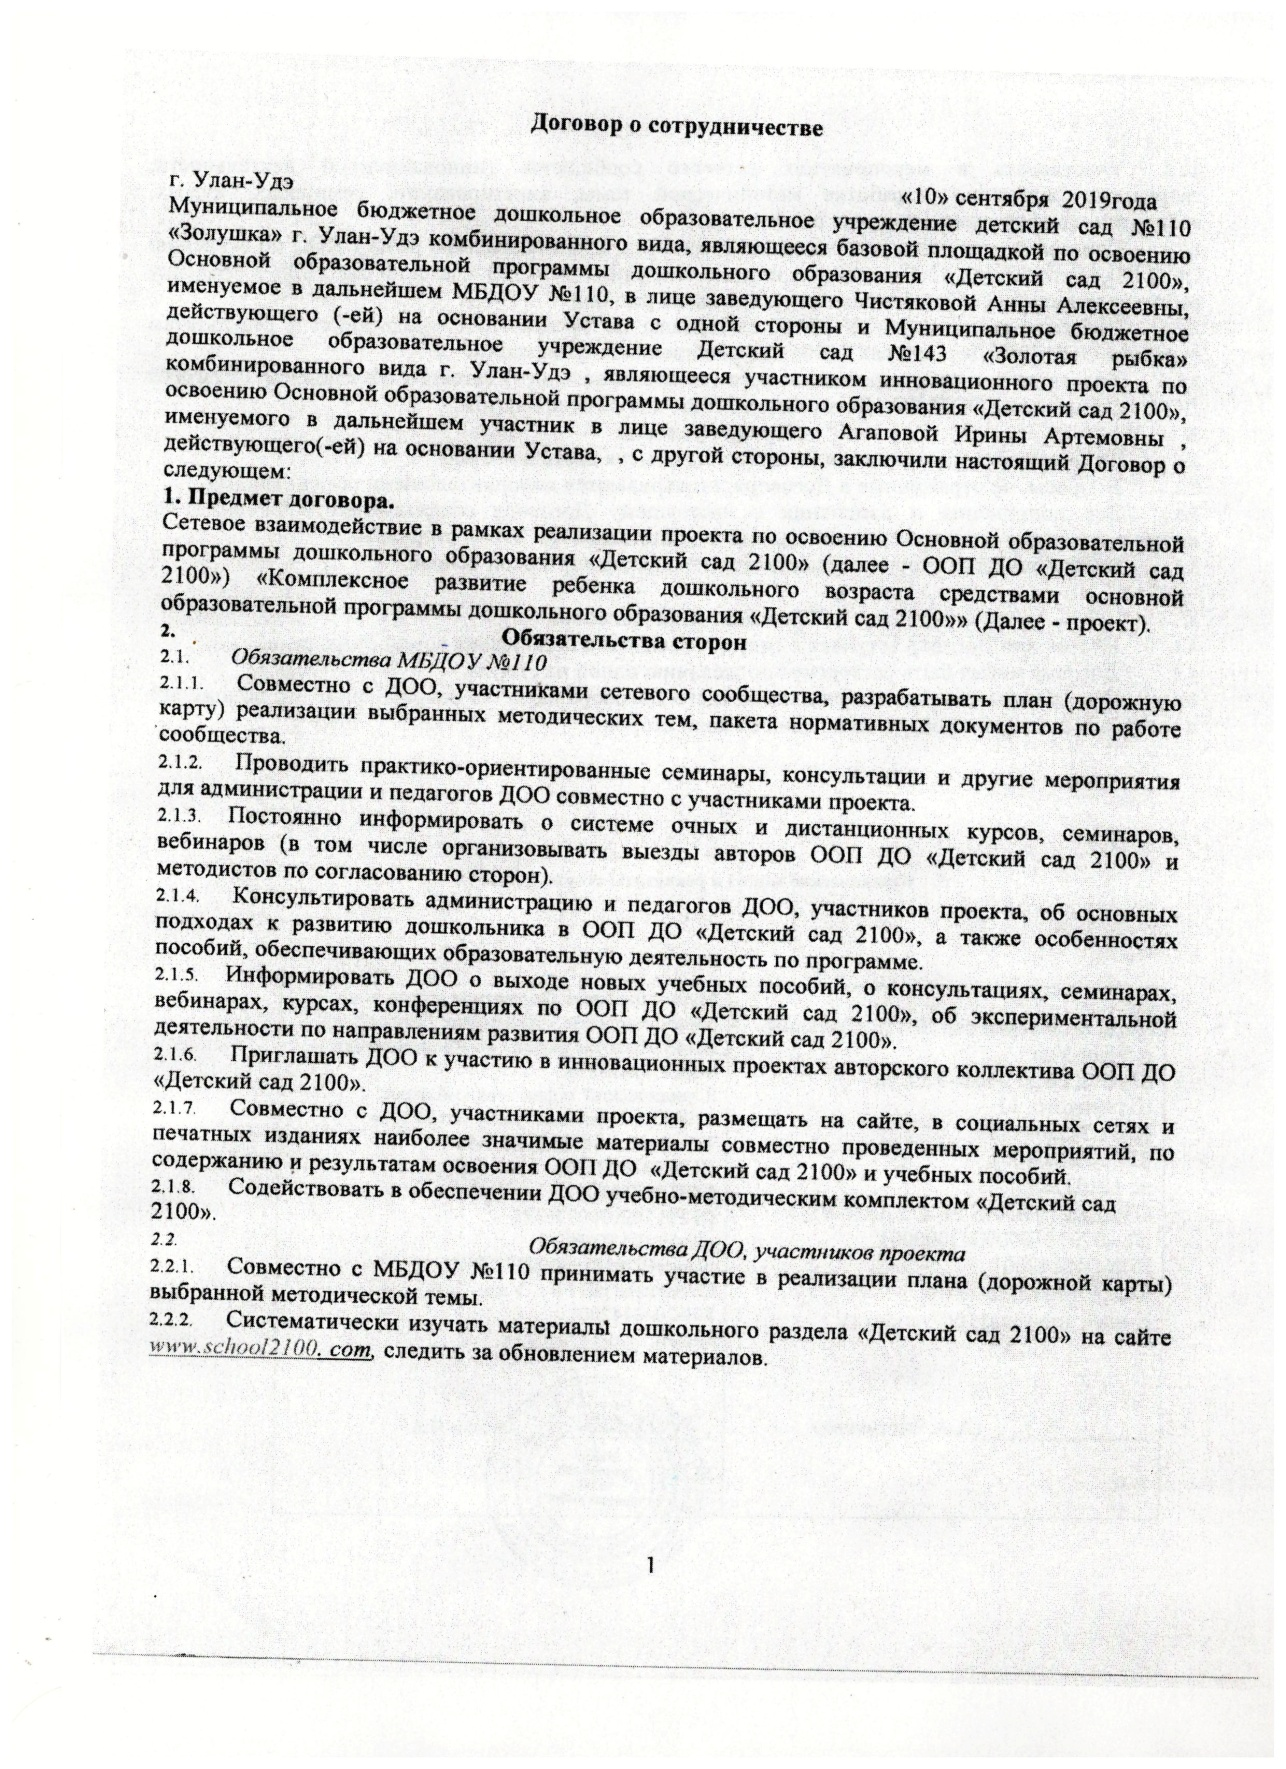 Договор о сотрудничестве
г. Улан-Удэ
«10» сентября 2019года
Муниципальное бюджетное дошкольное образовательное учреждение детский сад №110
«Золушка» г. Улан-Удэ комбинированного вида, являющееся базовой площадкой по освоению
Основной образовательной программы дошкольного образования «Детский сад 2100»,
именуемое в дальнейшем МБДОУ №110, в лице заведующего Чистяковой Анны Алексеевны,
действующего (-ей) на основании Устава с одной стороны и Муниципальное бюджетное
дошкольное образовательное учреждение Детский сад №143 «Золотая рыбка»
комбинированного вида г. Улан-Удэ , являющееся участником инновационного проекта по
освоению Основной образовательной программы дошкольного образования «Детский сад 2100»,
именуемого в дальнейшем участник в лице заведующего Агаповой Ирины Артемовны ,
действующего(-ей) на основании Устава, , с другой стороны, заключили настоящий Договор о
следующем:
1. Предмет договора.
Сетевое взаимодействие в рамках реализации проекта по освоению Основной образовательной
программы дошкольного образования «Детский сад 2100» (далее - ООП ДО «Детский сад
2100») «Комплексное развитие ребенка дошкольного возраста средствами основной
образовательной программы дошкольного образования «Детский сад 2100»» (Далее - проект).
2. Обязательства сторон
2.1. Обязательства МБДОУ №110
2.1.1. Совместно с ДОО, участниками сетевого сообщества, разрабатывать план (дорожную
карту) реализации выбранных методических тем, пакета нормативных документов по работе
сообщества.
2.1.2. Проводить практико-ориентированные семинары, консультации и другие мероприятия
для администрации и педагогов ДОО совместно с участниками проекта.
2.1.3. Постоянно информировать о системе очных и дистанционных курсов, семинаров,
вебинаров (в том числе организовывать выезды авторов ООП ДО «Детский сад 2100» и
методистов по согласованию сторон).
2.1.4. Консультировать администрацию и педагогов ДОО, участников проекта, об основных
подходах к развитию дошкольника в ООП ДО «Детский сад 2100», а также особенностях
пособий, обеспечивающих образовательную деятельность по программе.
2.1.5. Информировать ДОО о выходе новых учебных пособий, о консультациях, семинарах,
вебинарах, курсах, конференциях по ООП ДО «Детский сад 2100», об экспериментальной
деятельности по направлениям развития ООП ДО «Детский сад 2100».
2.1.6. Приглашать ДОО к участию в инновационных проектах авторского коллектива ООП ДО
«Детский сад 2100».
2.1.7. Совместно с ДОО, участниками проекта, размещать на сайте, в социальных сетях и
печатных изданиях наиболее значимые материалы совместно проведенных мероприятий, по
содержанию и результатам освоения ООП ДО «Детский сад 2100» и учебных пособий.
2.1.8. Содействовать в обеспечении ДОО учебно-методическим комплектом «Детский сад
2100».
2.2. Обязательства ДОО, участников проекта
2.2.1. Совместно с МБДОУ №110 принимать участие в реализации плана (дорожной карты)
выбранной методической темы.
2.2.2. Систематически изучать материалы дошкольного раздела «Детский сад 2100» на сайте
www.school2100. com, следить за обновлением материалов.
1